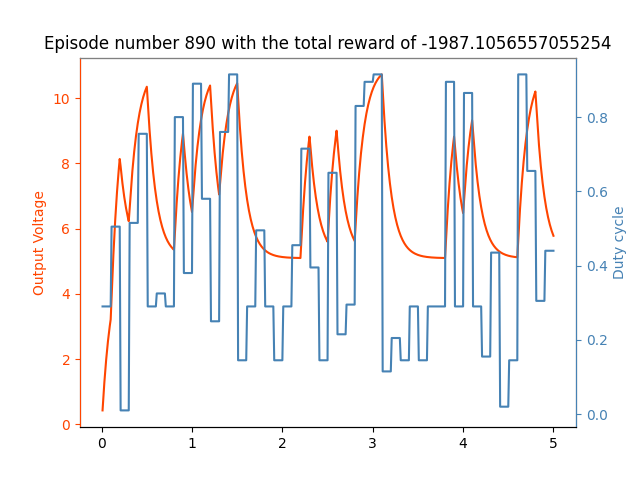 Episode number 890 with the total reward of -1987.1056557055254
Output Voltage
10
8
6
4
2
0
0 1 2 3 4 5
0.8
0.6
0.4
0.2
0.0
Duty cycle